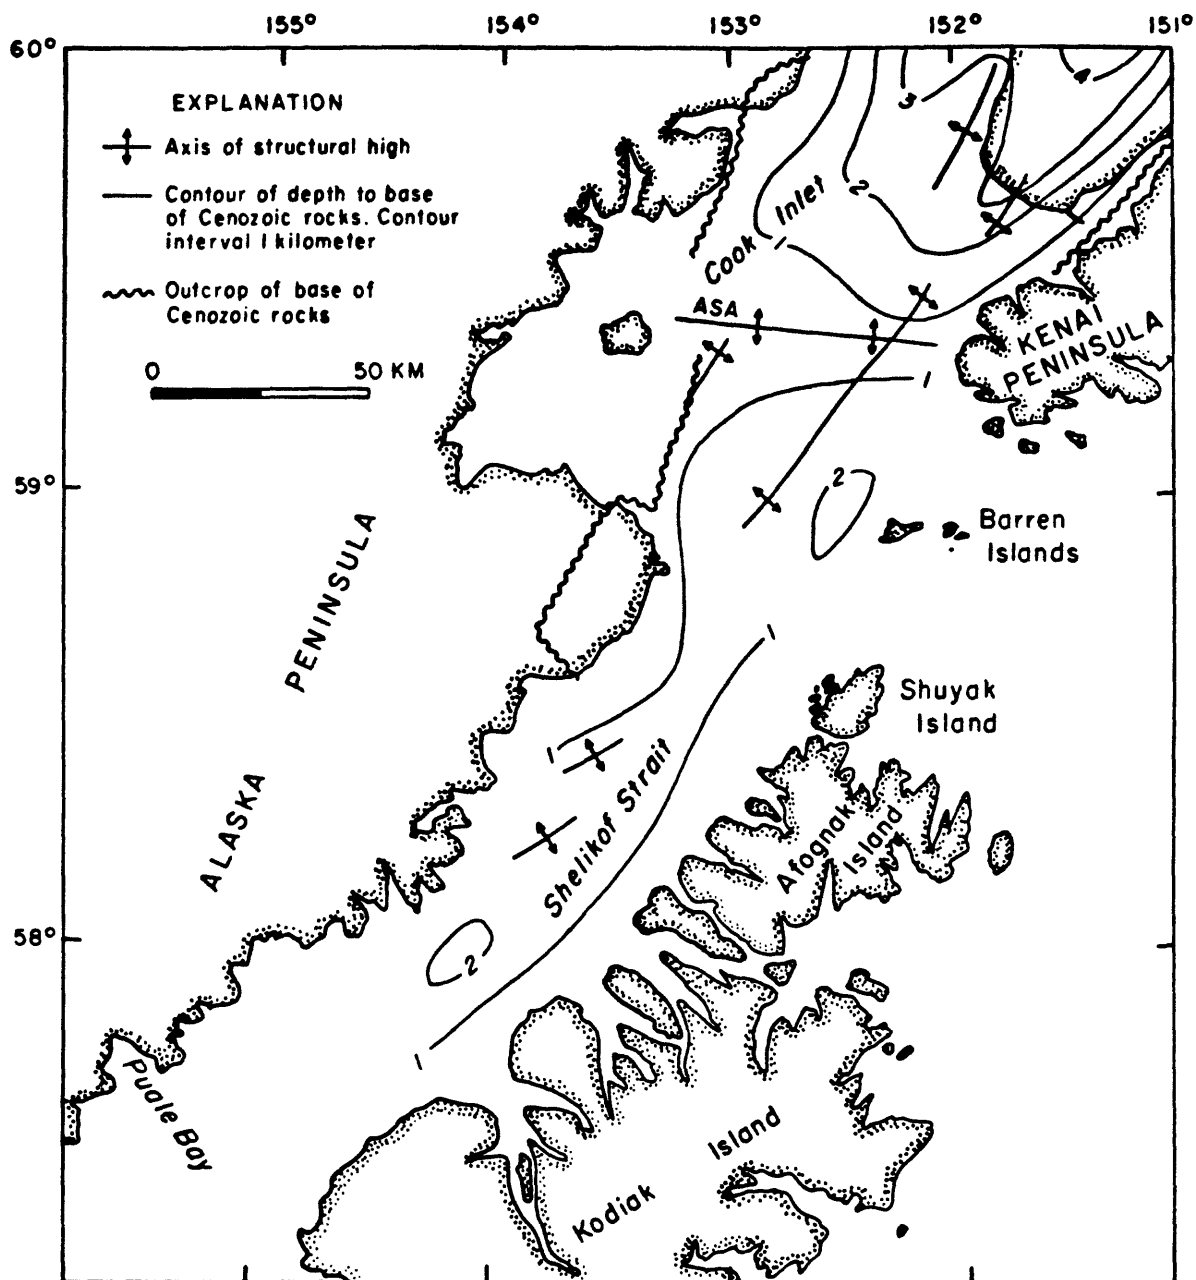 155° 154° 153° 152° 151°
60°
EXPLANATION
Axis of structural high
Contour of depth to base
of Cenozoic rocks. Contour
interval 1 kilometer
Outcrop of base of
Cenozoic rocks
0 50 KM
3
4
2
Cook Inlet
1
ASA
KENAI
PENINSULA
1
59°
2
Barren
Islands
ALASKA PENINSULA
1
Shuyak
Island
1
Shelikof Strait
Afognak
Island
58°
2
1
Puale Bay
Kodiak Island